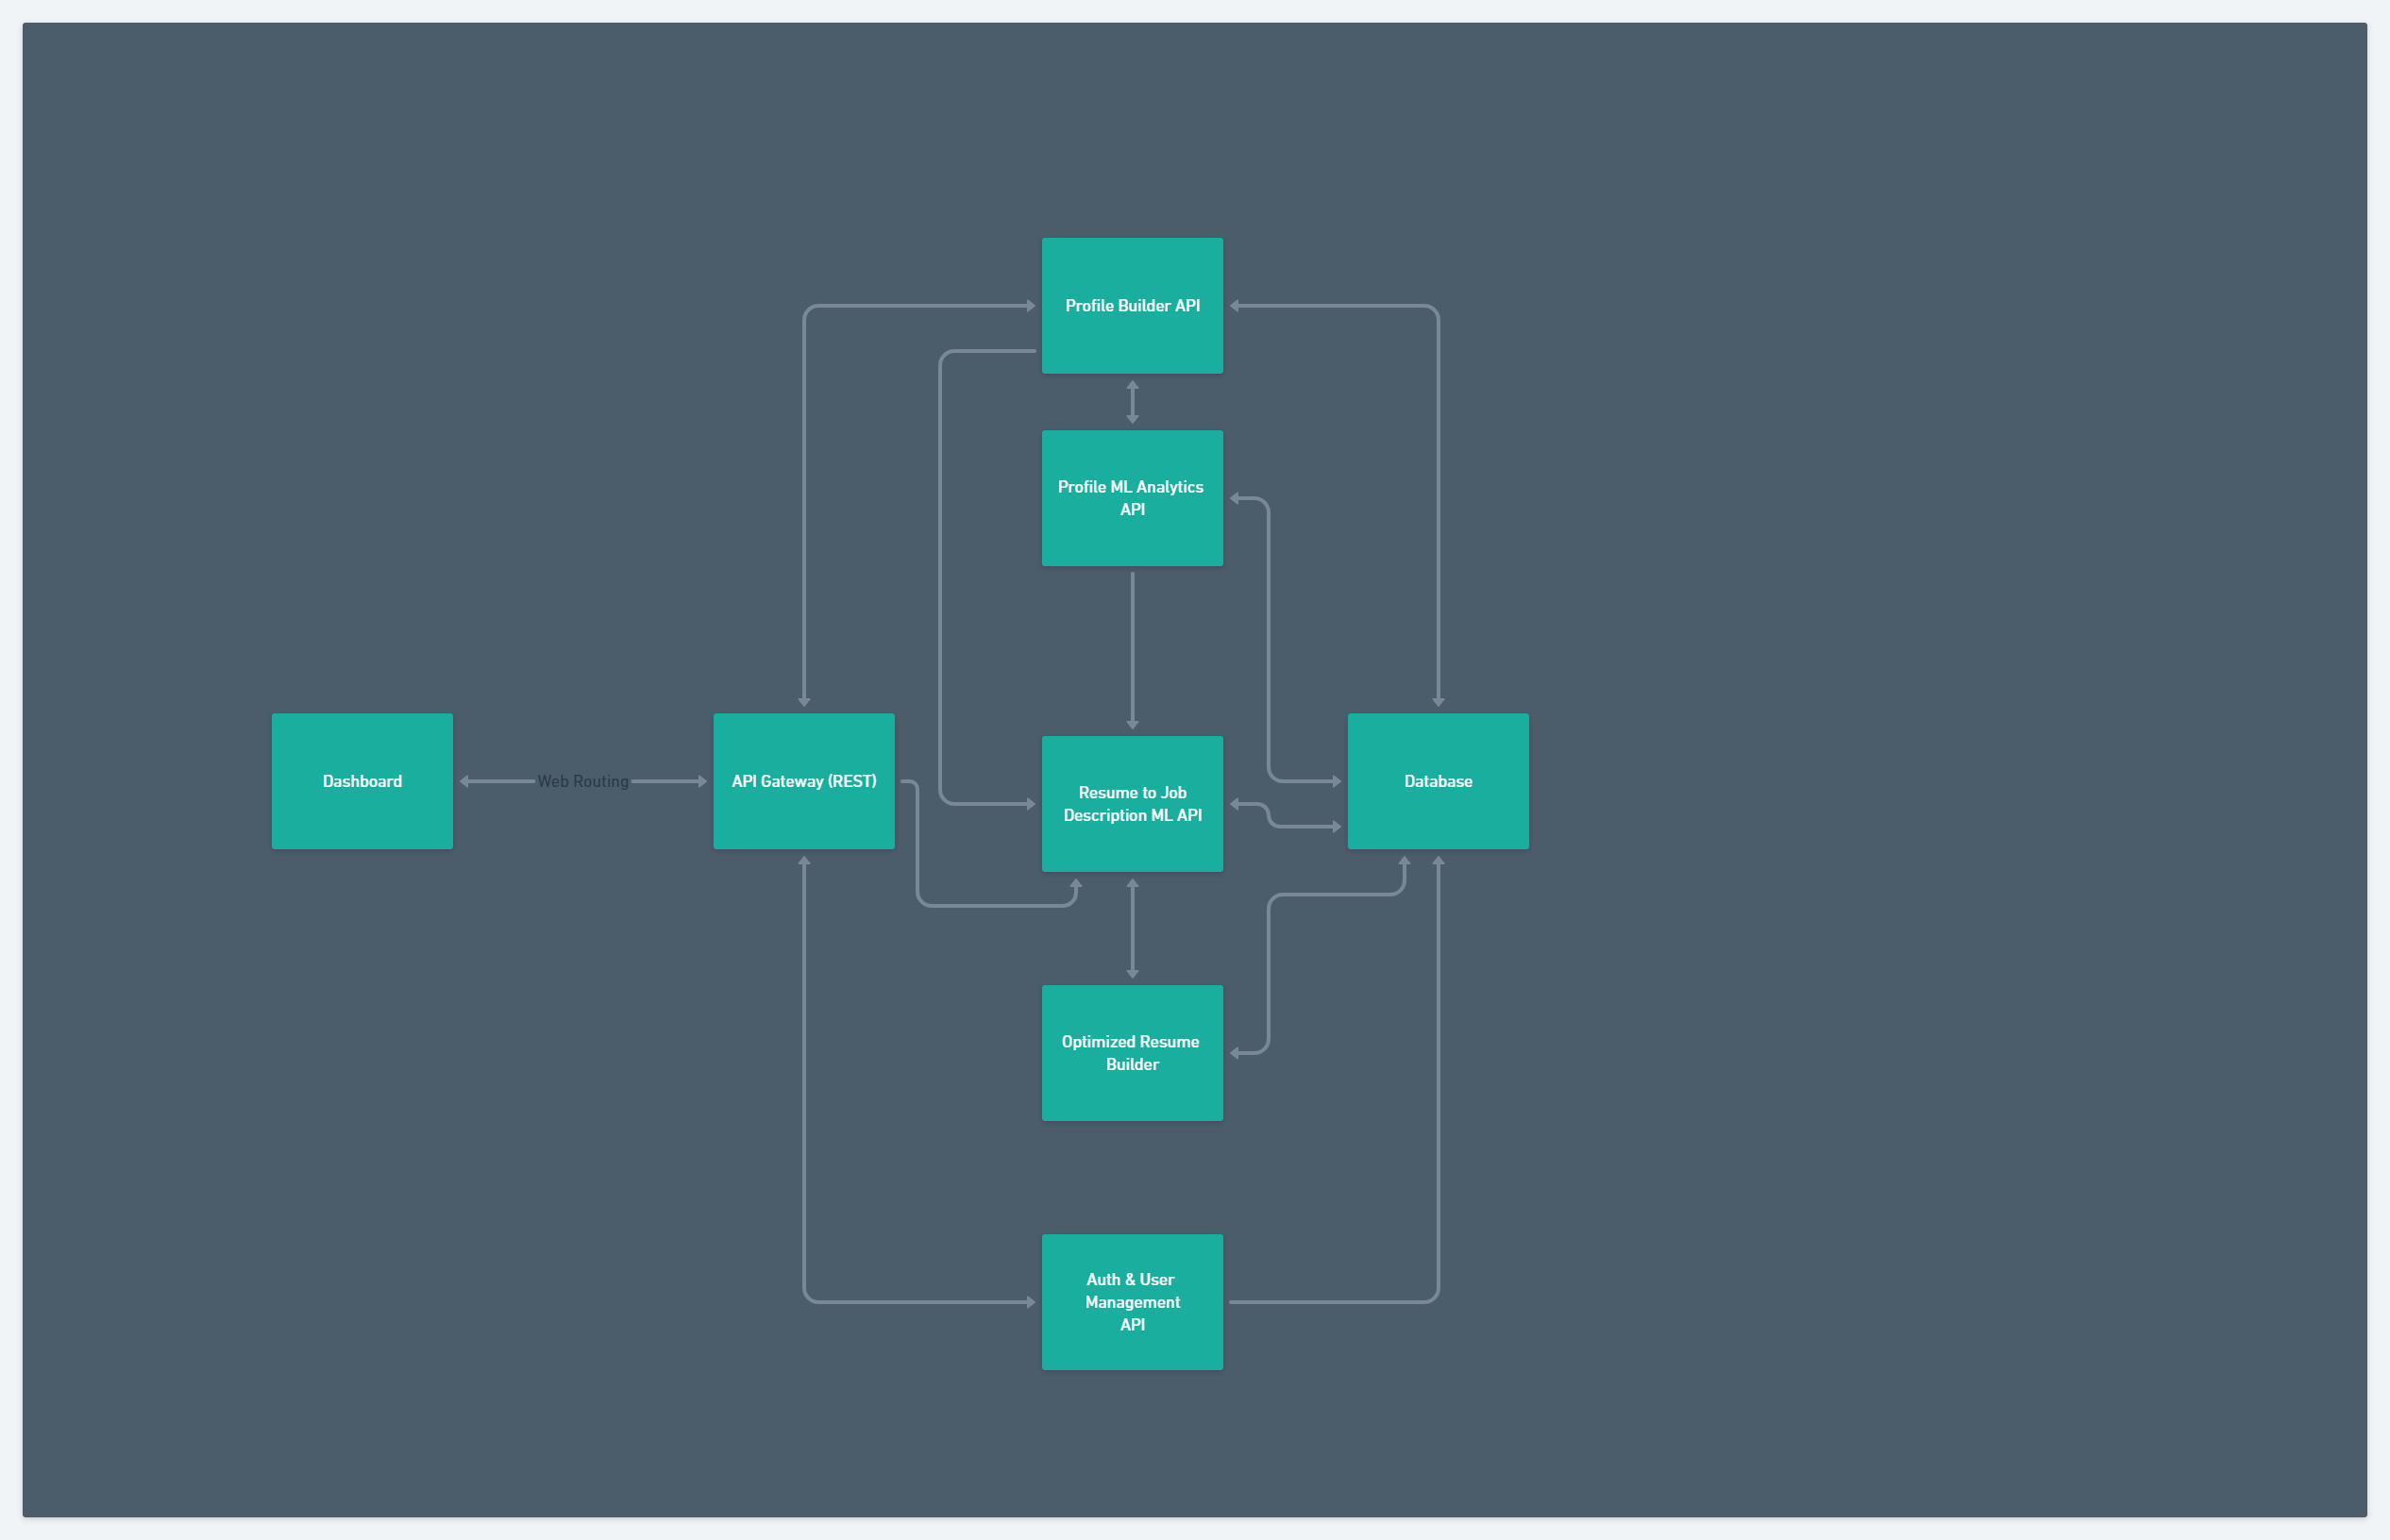 Profile Builder API
Profile ML Analytics
API
Dashboard
Web Routing
API Gateway (REST)
Resume to Job
Description ML API
Database
Optimized Resume
Builder
Auth & User
Management
API